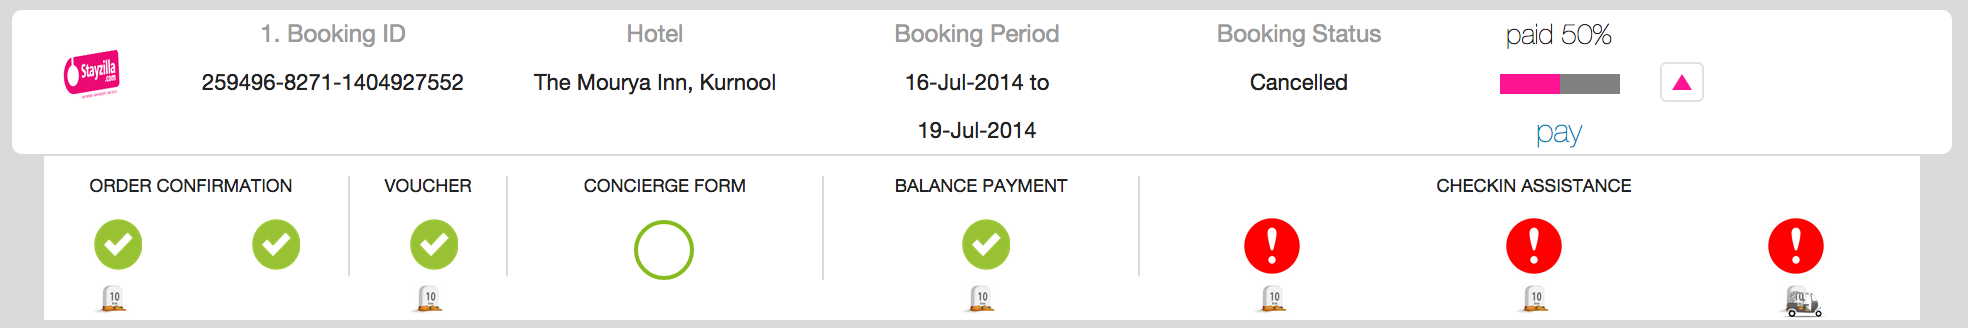 1. Booking ID
Hotel
Booking Period
Booking Status
paid 50%
Stayzilla
.com
259496-8271-1404927552
The Mourya Inn, Kurnool
16-Jul-2014 to
19-Jul-2014
Cancelled
pay
ORDER CONFIRMATION
VOUCHER
CONCIERGE FORM
BALANCE PAYMENT
CHECKIN ASSISTANCE
10
10
10
10
10